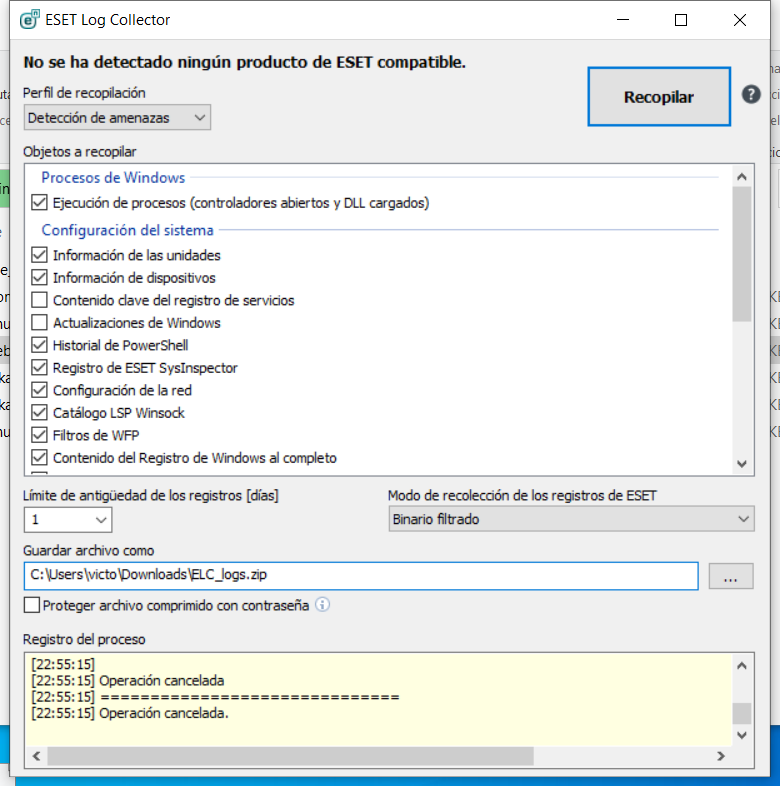 ESET Log Collector
No se ha detectado ningún producto de ESET compatible.
Perfil de recopilación
Detección de amenazas
Recopilar
Objetos a recopilar
Procesos de Windows
Ejecución de procesos (controladores abiertos y DLL cargados)
Configuración del sistema
Información de las unidades
Información de dispositivos
Contenido clave del registro de servicios
Actualizaciones de Windows
Historial de PowerShell
Registro de ESET SysInspector
Configuración de la red
Catálogo LSP Winsock
Filtros de WFP
Contenido del Registro de Windows al completo
Límite de antigüedad de los registros [días]
1
Modo de recolección de los registros de ESET
Binario filtrado
Guardar archivo como
C:\Users\victo\Downloads\ELC_logs.zip
...
Proteger archivo comprimido con contraseña
Registro del proceso
[22:55:15]
[22:55:15] Operación cancelada
[22:55:15] ==============================
[22:55:15] Operación cancelada.